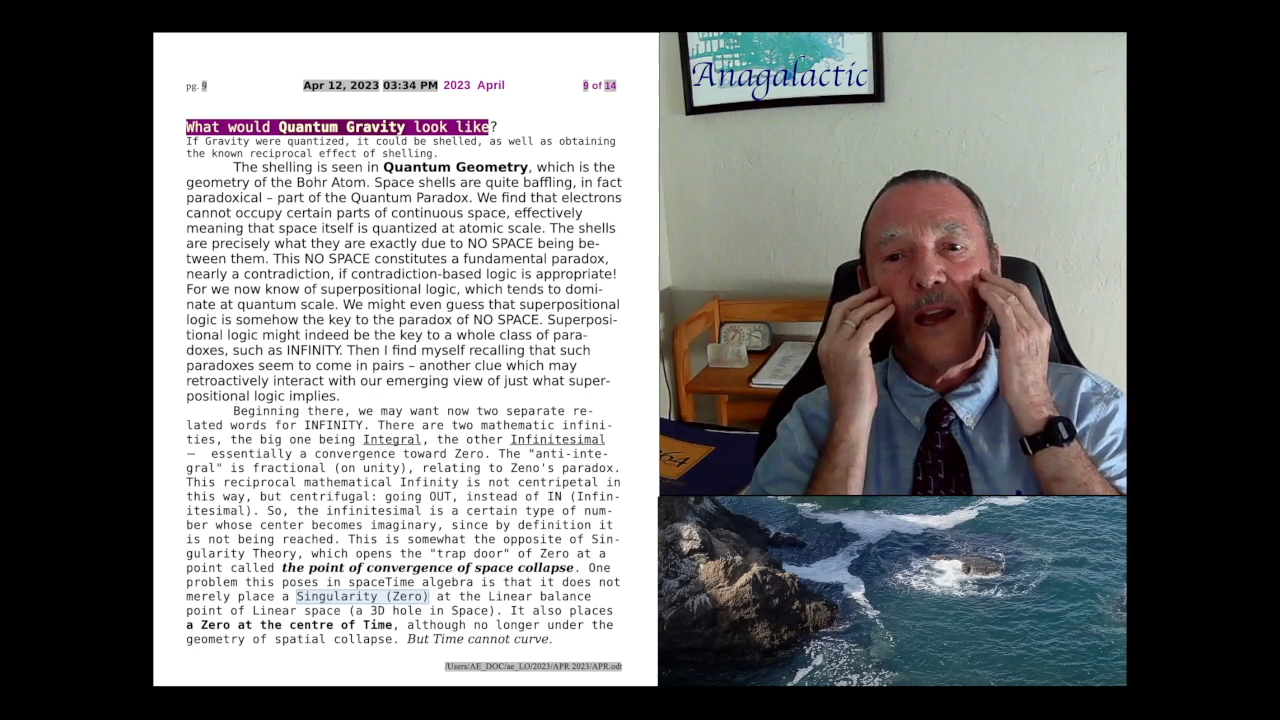 pg. 9 Apr 12, 2023 03:34 PM 2023 April 9 of 14
What would Quantum Gravity look like?
If Gravity were quantized, it could be shelled, as well as obtaining
the known reciprocal effect of shelling.
The shelling is seen in Quantum Geometry, which is the
geometry of the Bohr Atom. Space shells are quite baffling, in fact
paradoxical – part of the Quantum Paradox. We find that electrons
cannot occupy certain parts of continuous space, effectively
meaning that space itself is quantized at atomic scale. The shells
are precisely what they are exactly due to NO SPACE being be-
tween them. This NO SPACE constitutes a fundamental paradox,
nearly a contradiction, if contradiction-based logic is appropriate!
For we now know of superpositional logic, which tends to domi-
nate at quantum scale. We might even guess that superpositional
logic is somehow the key to the paradox of NO SPACE. Superposi-
tional logic might indeed be the key to a whole class of para-
doxes, such as INFINITY. Then I find myself recalling that such
paradoxes seem to come in pairs – another clue which may
retroactively interact with our emerging view of just what super-
positional logic implies.
Beginning there, we may want now two separate re-
lated words for INFINITY. There are two mathematic infini-
ties, the big one being Integral, the other Infinitesimal
— essentially a convergence toward Zero. The "anti-inte-
gral" is fractional (on unity), relating to Zeno's paradox.
This reciprocal mathematical Infinity is not centripetal in
this way, but centrifugal: going OUT, instead of IN (Infin-
itesimal). So, the infinitesimal is a certain type of num-
ber whose center becomes imaginary, since by definition it
is not being reached. This is somewhat the opposite of Sin-
gularity Theory, which opens the "trap door" of Zero at a
point called the point of convergence of space collapse. One
problem this poses in spaceTime algebra is that it does not
merely place a Singularity (Zero) at the Linear balance
point of Linear space (a 3D hole in Space). It also places
a Zero at the centre of Time, although no longer under the
geometry of spatial collapse. But Time cannot curve.
/Users/AE_DOC/ae_LO/2023/APR 2023/APR.odt
Anagalactic
64